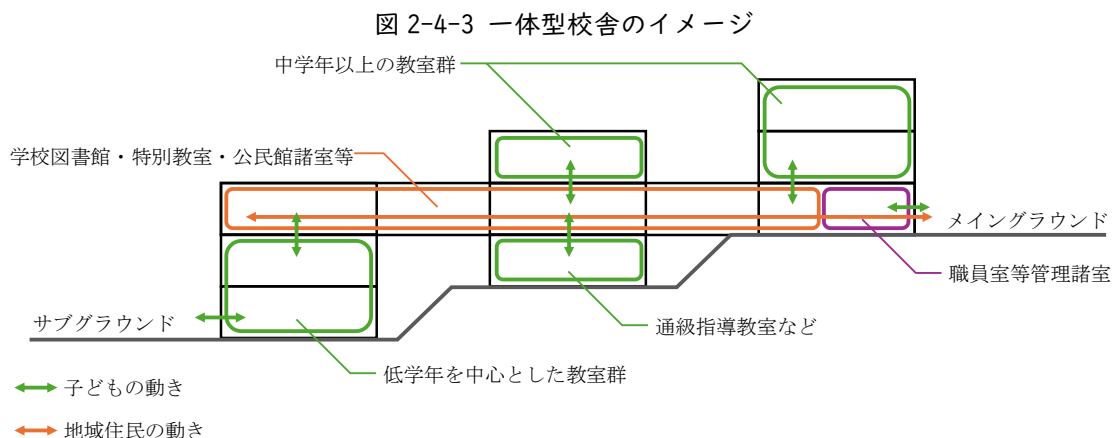 図 2-4-3 一体型校舎のイメージ
中学年以上の教室群
学校図書館・特別教室・公民館諸室等
メイングラウンド
職員室等管理諸室
サブグラウンド
通級指導教室など
低学年を中心とした教室群
子どもの動き
地域住民の動き